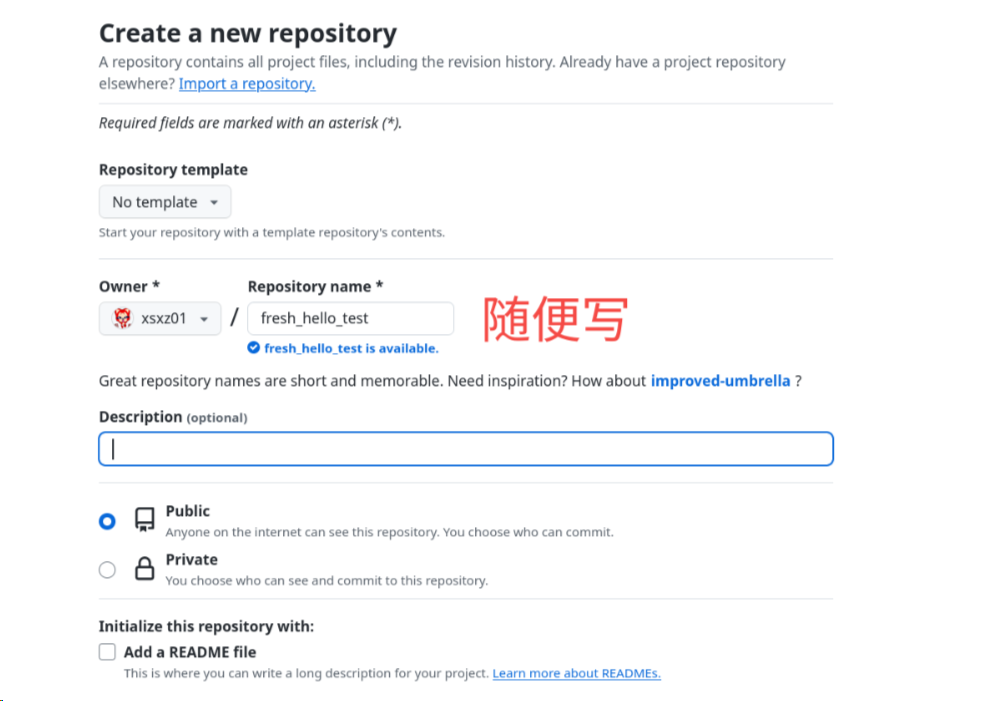 Create a new repository
A repository contains all project files, including the revision history. Already have a project repository
elsewhere? Import a repository.
Required fields are marked with an asterisk (*).
Repository template
No template
Start your repository with a template repository's contents.
Owner * Repository name *
xsxz01 / fresh_hello_test 随便写
fresh_hello_test is available.
Great repository names are short and memorable. Need inspiration? How about improved-umbrella ?
Description (optional)
Public
Anyone on the internet can see this repository. You choose who can commit.
Private
You choose who can see and commit to this repository.
Initialize this repository with:
Add a README file
This is where you can write a long description for your project. Learn more about READMEs.